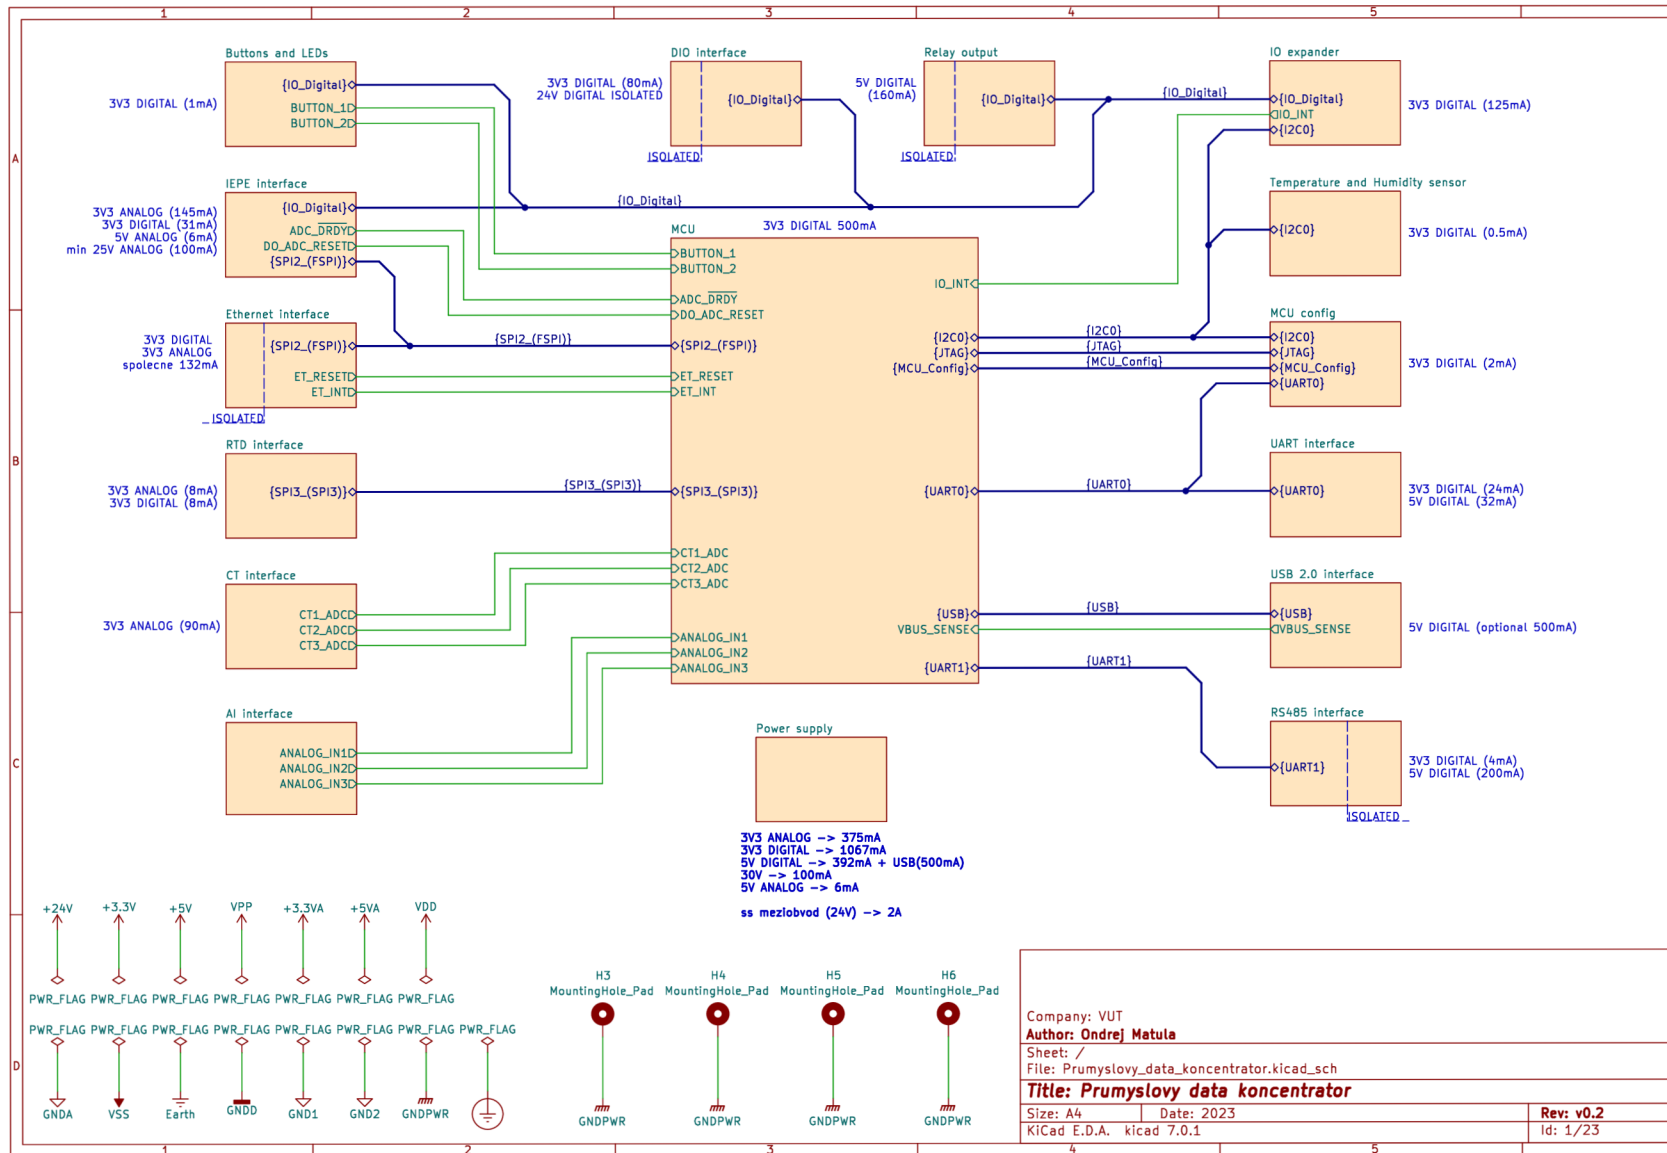 1 2 3 4 5
A
B
C
D
Buttons and LEDs
3V3 DIGITAL (1mA)
{IO_Digital}
BUTTON_1
BUTTON_2
IEPE interface
3V3 ANALOG (145mA)
3V3 DIGITAL (31mA)
5V ANALOG (6mA)
min 25V ANALOG (100mA)
{IO_Digital}
ADC_DRDY
DO_ADC_RESET
{SPI2_(FSPI)}
Ethernet interface
3V3 DIGITAL
3V3 ANALOG
spolecne 132mA
{SPI2_(FSPI)}
ET_RESET
ET_INT
ISOLATED
RTD interface
3V3 ANALOG (8mA)
3V3 DIGITAL (8mA)
{SPI3_(SPI3)}
CT interface
3V3 ANALOG (90mA)
CT1_ADC
CT2_ADC
CT3_ADC
AI interface
ANALOG_IN1
ANALOG_IN2
ANALOG_IN3
DIO interface
3V3 DIGITAL (80mA)
24V DIGITAL ISOLATED
{IO_Digital}
ISOLATED
Relay output
5V DIGITAL
(160mA)
{IO_Digital}
ISOLATED
{IO_Digital}
{IO_Digital}
{SPI2_(FSPI)}
{SPI3_(SPI3)}
MCU
3V3 DIGITAL 500mA
BUTTON_1
BUTTON_2
ADC_DRDY
DO_ADC_RESET
{SPI2_(FSPI)}
ET_RESET
ET_INT
{SPI3_(SPI3)}
CT1_ADC
CT2_ADC
CT3_ADC
ANALOG_IN1
ANALOG_IN2
ANALOG_IN3
IO_INT
{I2C0}
{JTAG}
{MCU_Config}
{UART0}
{USB}
VBUS_SENSE
{UART1}
{I2C0}
{JTAG}
{MCU_Config}
{UART0}
{USB}
{UART1}
IO expander
{IO_Digital}
IO_INT
{I2C0}
3V3 DIGITAL (125mA)
Temperature and Humidity sensor
{I2C0}
3V3 DIGITAL (0.5mA)
MCU config
{I2C0}
{JTAG}
{MCU_Config}
{UART0}
3V3 DIGITAL (2mA)
UART interface
{UART0}
3V3 DIGITAL (24mA)
5V DIGITAL (32mA)
USB 2.0 interface
{USB}
VBUS_SENSE
5V DIGITAL (optional 500mA)
RS485 interface
{UART1}
3V3 DIGITAL (4mA)
5V DIGITAL (200mA)
ISOLATED
Power supply
3V3 ANALOG -> 375mA
3V3 DIGITAL -> 1067mA
5V DIGITAL -> 392mA + USB(500mA)
30V -> 100mA
5V ANALOG -> 6mA
ss meziobvod (24V) -> 2A
+24V +3.3V +5V VPP +3.3VA +5VA VDD
PWR_FLAG PWR_FLAG PWR_FLAG PWR_FLAG PWR_FLAG PWR_FLAG PWR_FLAG
PWR_FLAG PWR_FLAG PWR_FLAG PWR_FLAG PWR_FLAG PWR_FLAG PWR_FLAG PWR_FLAG
GNDA VSS Earth GNDD GND1 GND2 GNDPWR
H3 H4 H5 H6
MountingHole_Pad MountingHole_Pad MountingHole_Pad MountingHole_Pad
GNDPWR GNDPWR GNDPWR GNDPWR
Company: VUT
Author: Ondrej Matula
Sheet: /
File: Prumyslovy_data_koncentrator.kicad_sch
Title: Prumyslovy data koncentrator
Size: A4 Date: 2023 Rev: v0.2
KiCad E.D.A. kicad 7.0.1 Id: 1/23
1 2 3 4 5